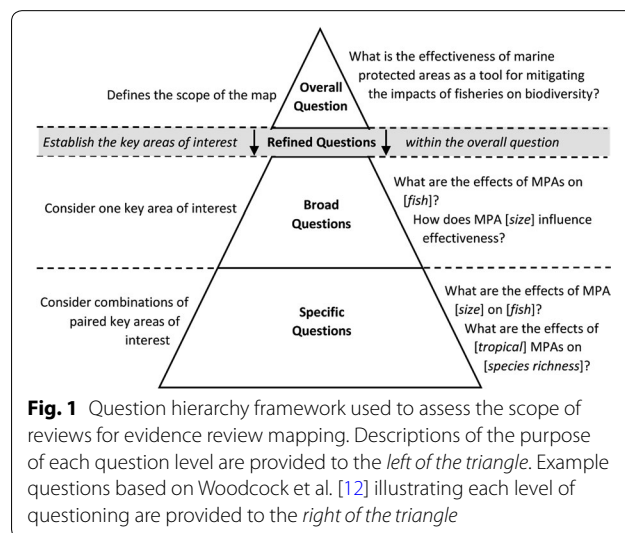 What is the effectiveness of marine
protected areas as a tool for mitigating
the impacts of fisheries on biodiversity?
Defines the scope of the map
Overall
Question
Establish the key areas of interest
Refined Questions
within the overall question
Consider one key area of interest
Broad
Questions
What are the effects of MPAs on
[fish]?
How does MPA [size] influence
effectiveness?
Consider combinations of
paired key areas of
interest
Specific
Questions
What are the effects of MPA
[size] on [fish]?
What are the effects of
[tropical] MPAs on
[species richness]?
Fig. 1 Question hierarchy framework used to assess the scope of
reviews for evidence review mapping. Descriptions of the purpose
of each question level are provided to the left of the triangle. Example
questions based on Woodcock et al. [12] illustrating each level of
questioning are provided to the right of the triangle